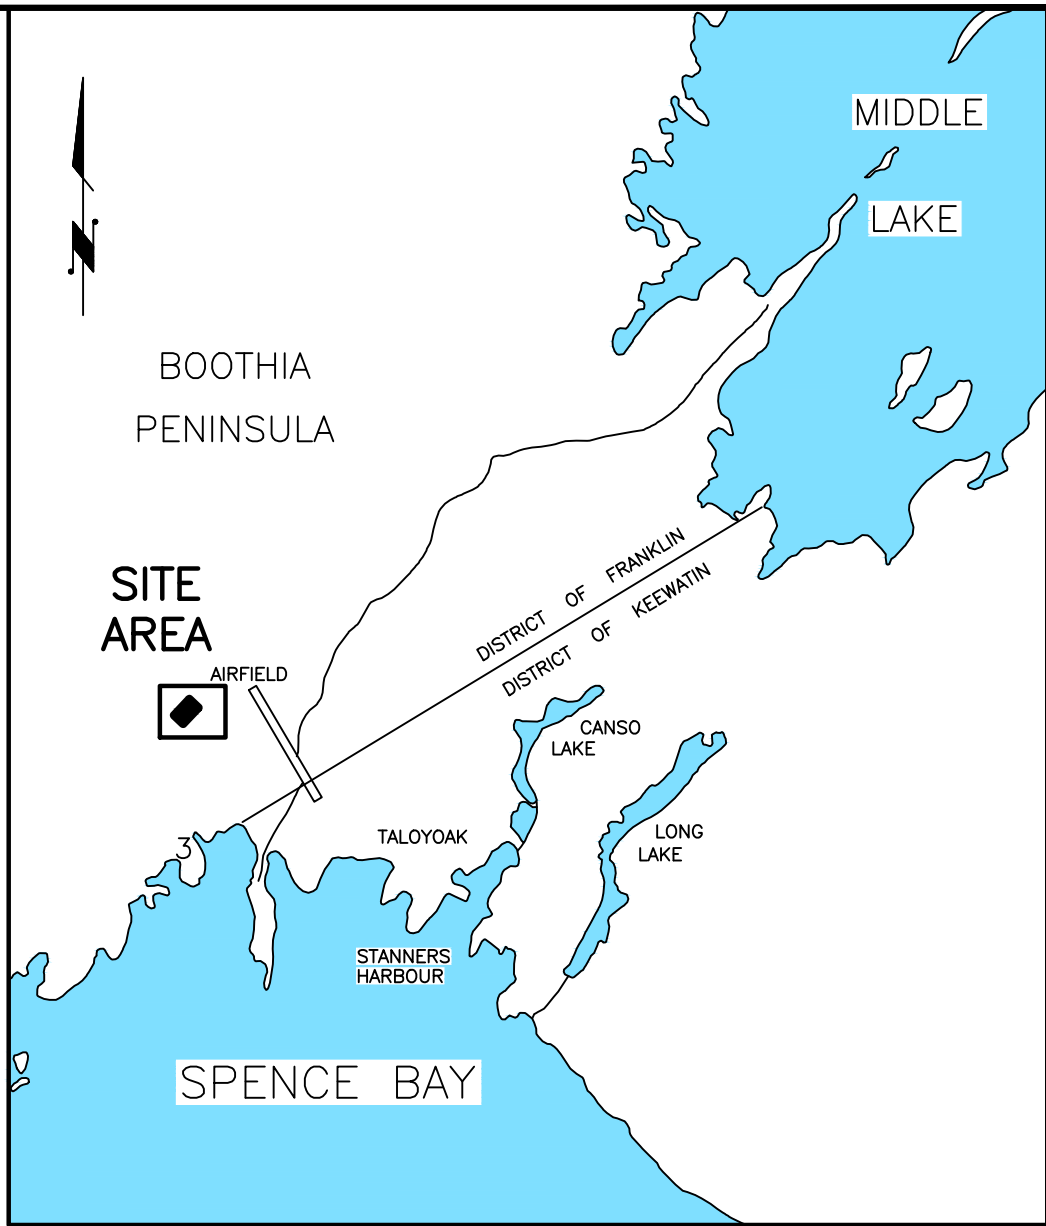 MIDDLE
LAKE
N
BOOTHIA
PENINSULA
DISTRICT OF FRANKLIN
DISTRICT OF KEEWATIN
SITE
AREA
AIRFIELD
CANSO
LAKE
3
TALOYOAK
LONG
LAKE
STANNERS
HARBOUR
SPENCE BAY